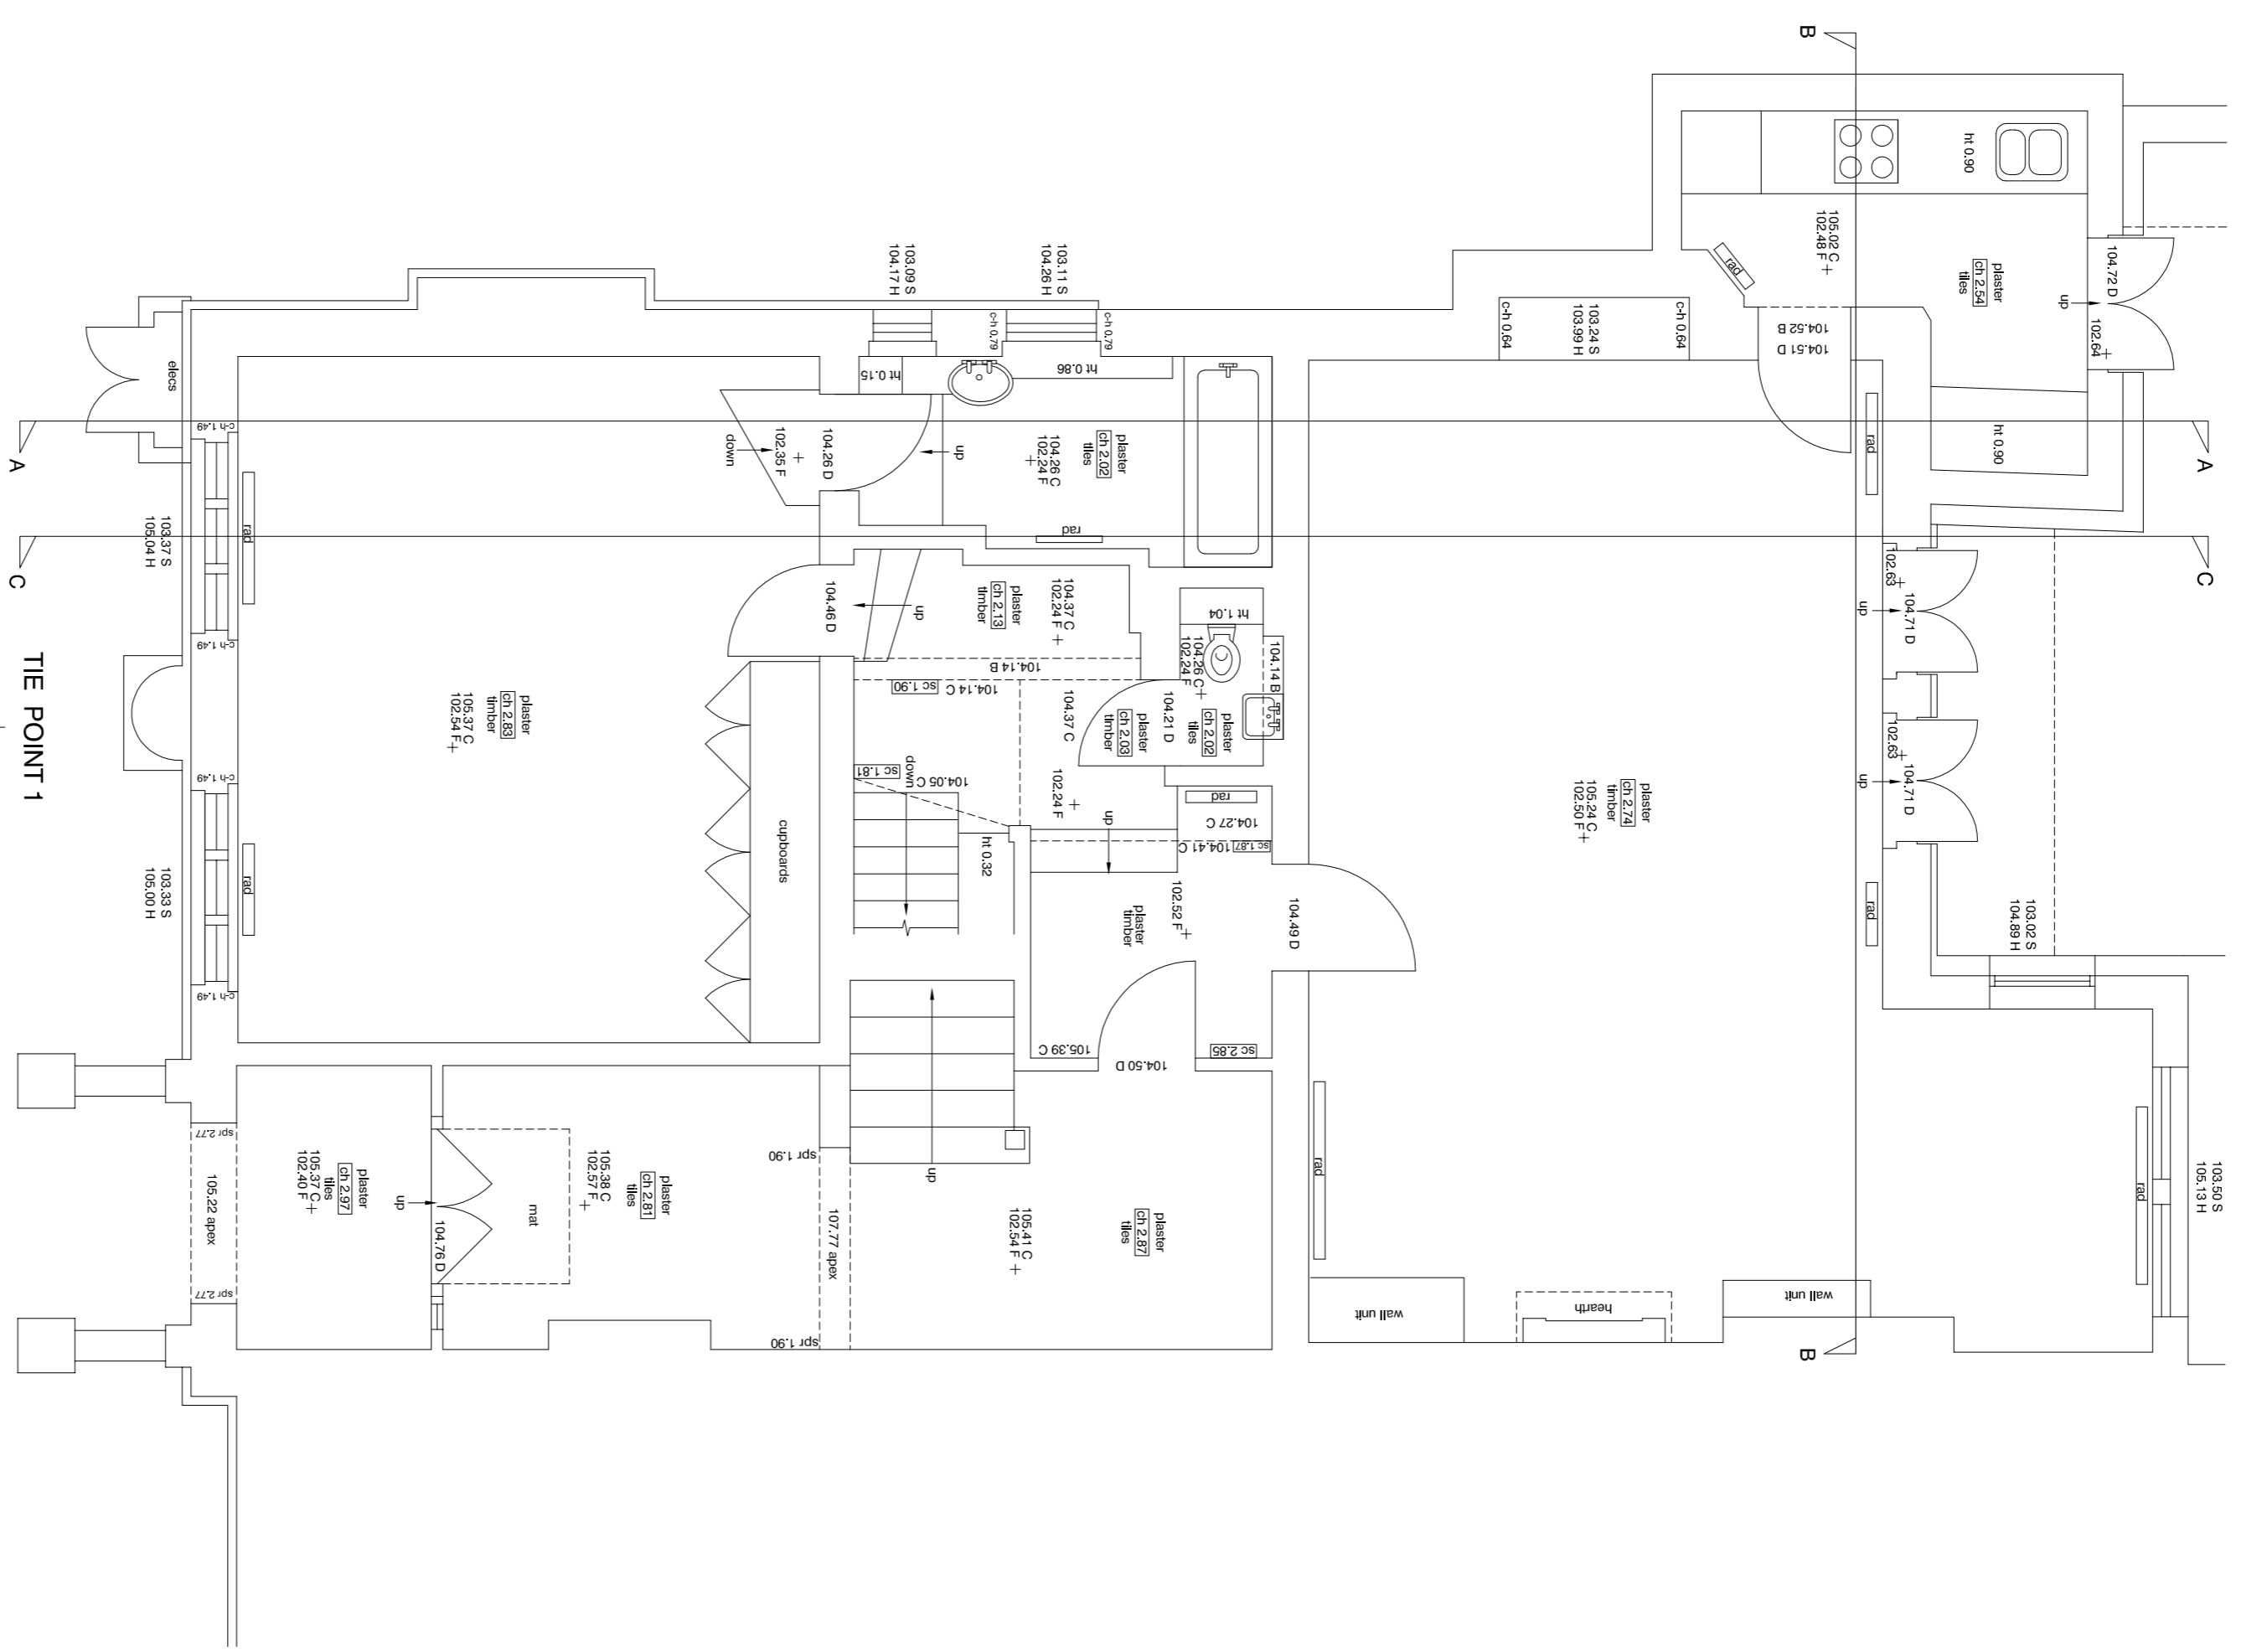 B
ht 0.90
105.02 C
102.48 F
rad
plaster
ch 2.54
tiles
104.72 D
up
102.64
104.52 B
104.51 D
ht 0.90
c-h 0.64
103.24 S
103.99 H
c-h 0.64
103.11 S
104.26 H
103.09 S
104.17 H
c-h 0.79
c-h 0.79
ht 0.15
ht 0.86
elecs
A
A
C
C
rad
c-h 1.49
rad
103.37 S
105.04 H
c-h 1.49
down
102.35 F
104.26 D
up
plaster
ch 2.02
tiles
104.26 C
102.24 F
rad
104.46 D
up
plaster
ch 2.13
timber
104.37 C
102.24 F
104.14 B
104.14 C
sc 1.90
ht 1.04
104.26 C
102.24 F
104.14 B
plaster
ch 2.02
tiles
104.21 D
plaster
ch 2.03
timber
104.37 C
102.24 F
102.63
up
104.71 D
102.63
up
104.71 D
TIE POINT 1
plaster
ch 2.83
timber
105.37 C
102.54 F
c-h 1.49
rad
103.33 S
105.00 H
c-h 1.49
cupboards
sc 1.81
104.05 C
down
ht 0.32
up
rad
104.27 C
sc 1.87
104.41 C
plaster
timber
102.52 F
104.49 D
plaster
ch 2.74
timber
105.24 C
102.50 F
rad
103.02 S
104.89 H
105.39 C
104.50 D
sc 2.85
spr 2.77
105.22 apex
spr 2.77
plaster
ch 2.97
tiles
105.37 C
102.40 F
up
104.76 D
mat
plaster
ch 2.81
tiles
105.38 C
102.57 F
spr 1.90
107.77 apex
spr 1.90
up
plaster
ch 2.87
tiles
105.41 C
102.54 F
rad
wall unit
hearth
wall unit
rad
103.50 S
105.13 H
B